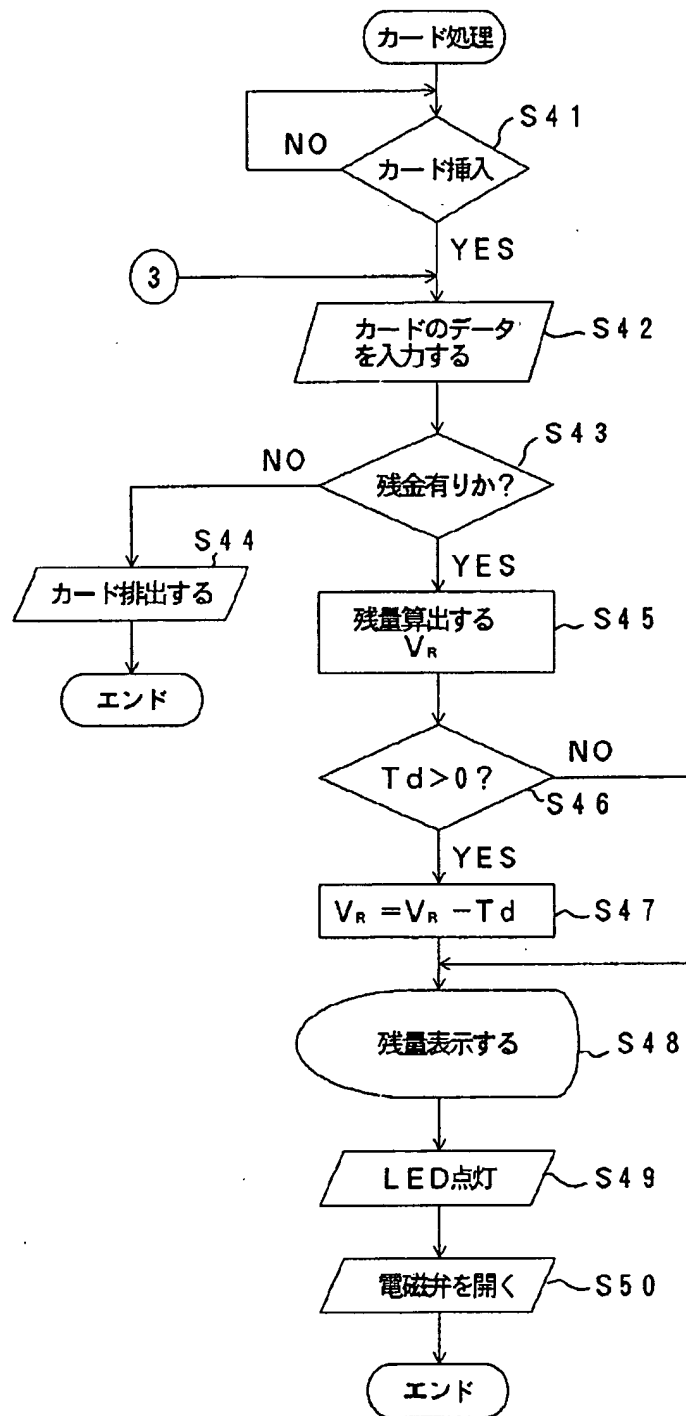 カード処理
S41
NO
カード挿入
YES
3
カードのデータ
を入力する
S42
S43
NO
残金有りか?
S44
YES
カード排出する
残量算出する
VR
S45
エンド
NO
Td>0?
S46
YES
VR=VR-Td
S47
残量表示する
S48
LED点灯
S49
電磁弁を開く
S50
エンド